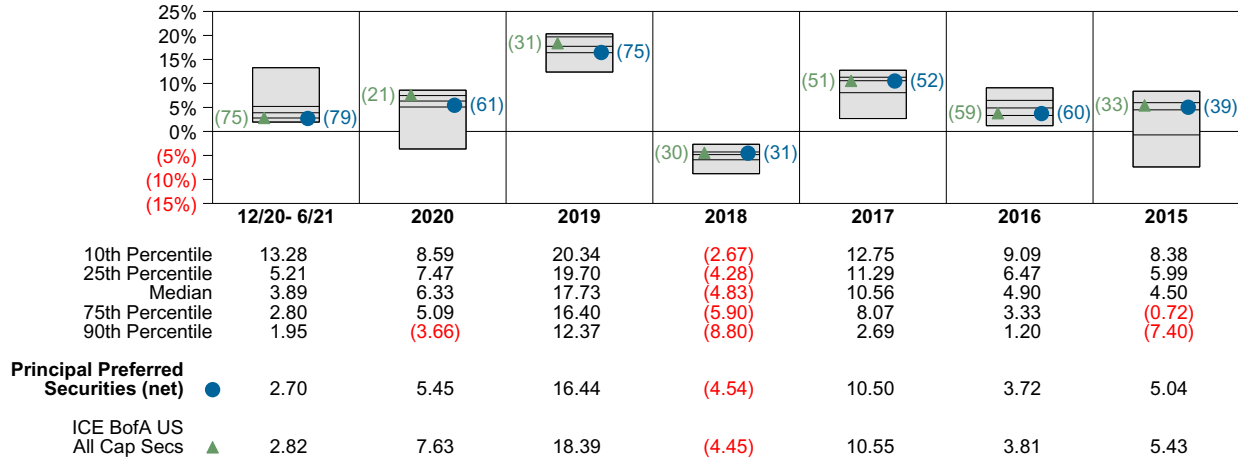 25%
20%
15%
10%
5%
0%
(5%)
(10%)
(15%)
(75) (79)
(21) (61)
(31) (75)
(30) (31)
(51) (52)
(59) (60)
(33) (39)
12/20- 6/21 2020 2019 2018 2017 2016 2015
10th Percentile 13.28 8.59 20.34 (2.67) 12.75 9.09 8.38
25th Percentile 5.21 7.47 19.70 (4.28) 11.29 6.47 5.99
Median 3.89 6.33 17.73 (4.83) 10.56 4.90 4.50
75th Percentile 2.80 5.09 16.40 (5.90) 8.07 3.33 (0.72)
90th Percentile 1.95 (3.66) 12.37 (8.80) 2.69 1.20 (7.40)
Principal Preferred
Securities (net) 2.70 5.45 16.44 (4.54) 10.50 3.72 5.04
ICE BofA US
All Cap Secs 2.82 7.63 18.39 (4.45) 10.55 3.81 5.43